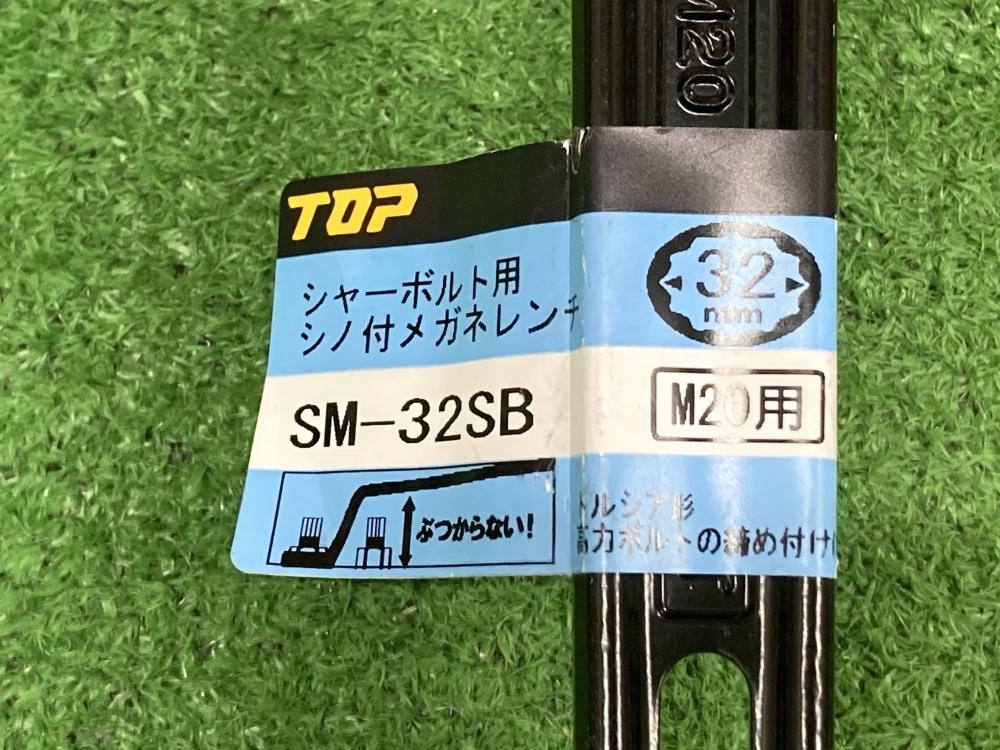 M20
TOP
シャーボルト用
シノ付メガネレンチ
SM-32SB
ぶつからない!
32
mm
M20用
トルシア形
高力ボルトの締め付け